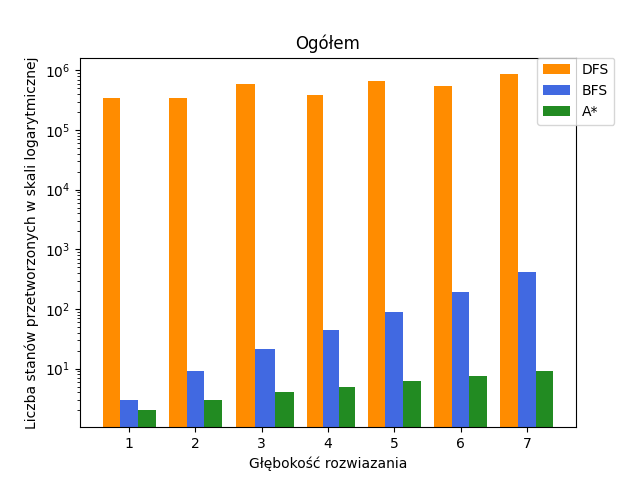 Ogółem
DFS
BFS
A*
Liczba stanów przetworzonych w skali logarytmicznej
10⁶
10⁵
10⁴
10³
10²
10¹
1 2 3 4 5 6 7
Głębokość rozwiazania